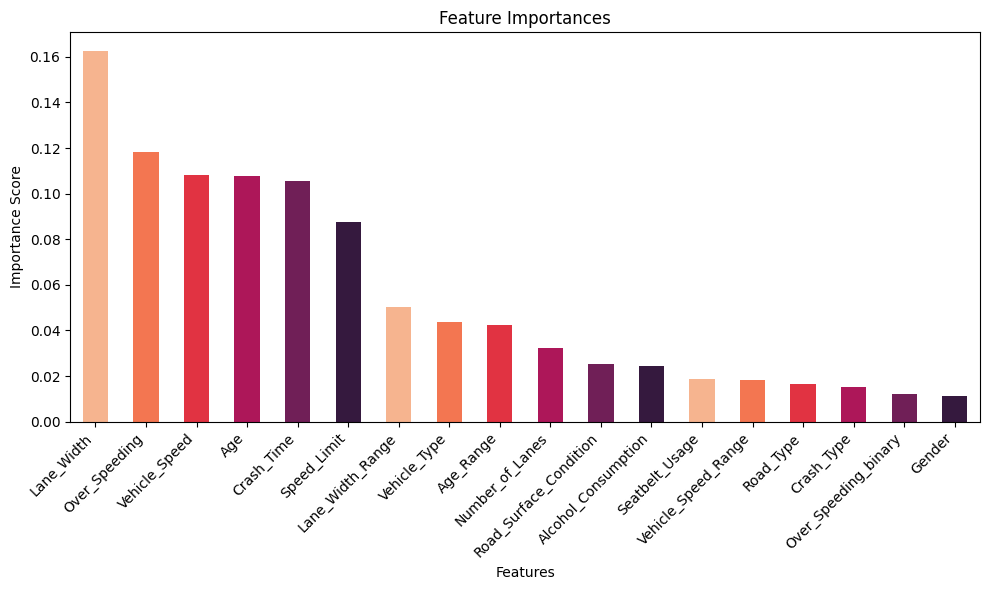 Feature Importances
Importance Score
0.16
0.14
0.12
0.10
0.08
0.06
0.04
0.02
0.00
Lane_Width
Over_Speeding
Vehicle_Speed
Age
Crash_Time
Speed_Limit
Lane_Width_Range
Vehicle_Type
Age_Range
Number_of_Lanes
Road_Surface_Condition
Alcohol_Consumption
Seatbelt_Usage
Vehicle_Speed_Range
Road_Type
Crash_Type
Over_Speeding_binary
Gender
Features